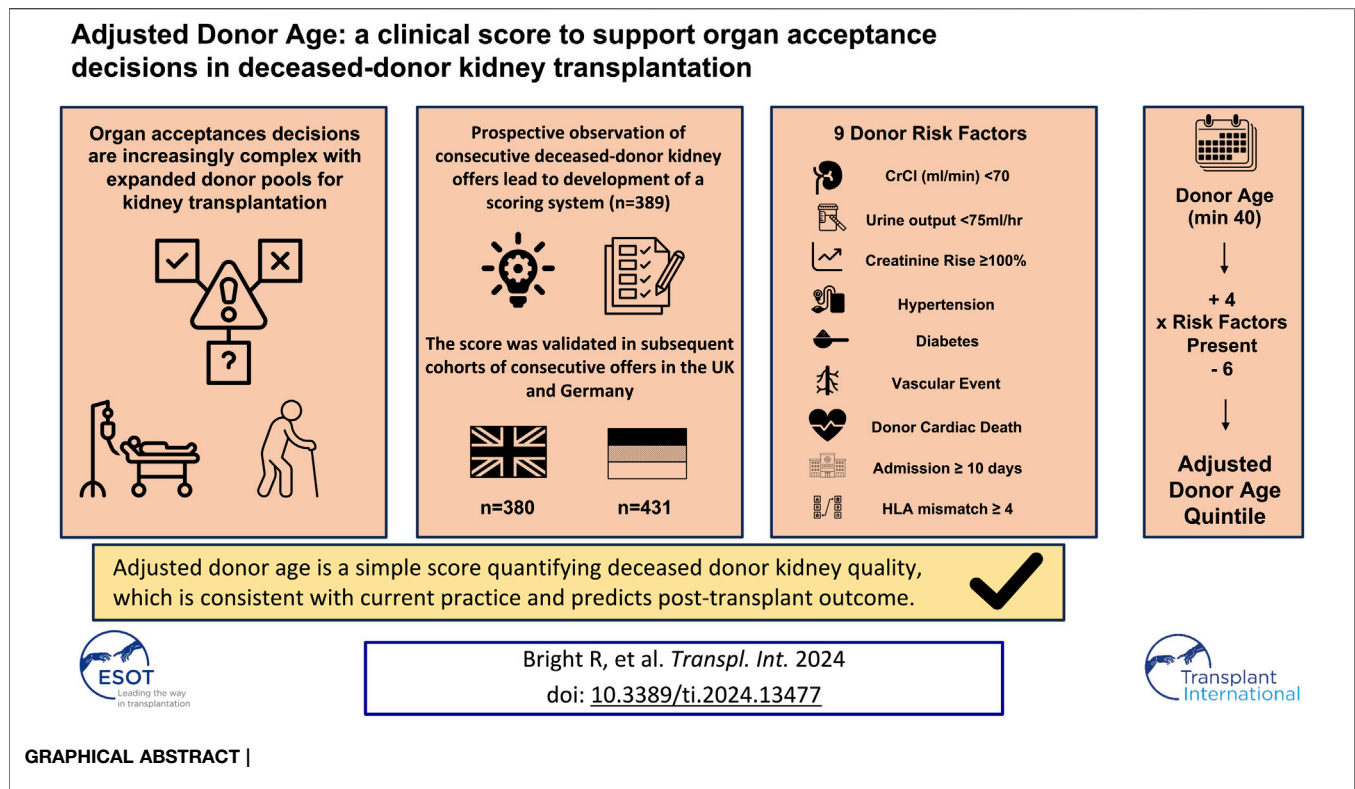 Adjusted Donor Age: a clinical score to support organ acceptance
decisions in deceased-donor kidney transplantation
Organ acceptances decisions
are increasingly complex with
expanded donor pools for
kidney transplantation
?
Prospective observation of
consecutive deceased-donor kidney
offers lead to development of a
scoring system (n=389)
The score was validated in subsequent
cohorts of consecutive offers in the UK
and Germany
n=380
n=431
9 Donor Risk Factors
CrCl (ml/min) <70
Urine output <75ml/hr
Creatinine Rise ≥100%
Hypertension
Diabetes
Vascular Event
Donor Cardiac Death
Admission ≥ 10 days
HLA mismatch ≥ 4
Donor Age
(min 40)
+ 4
x Risk Factors
Present
- 6
Adjusted
Donor Age
Quintile
Adjusted donor age is a simple score quantifying deceased donor kidney quality,
which is consistent with current practice and predicts post-transplant outcome.
ESOT
Leading the way
in transplantation
Bright R, et al. Transpl. Int. 2024
doi: 10.3389/ti.2024.13477
Transplant
International
GRAPHICAL ABSTRACT |